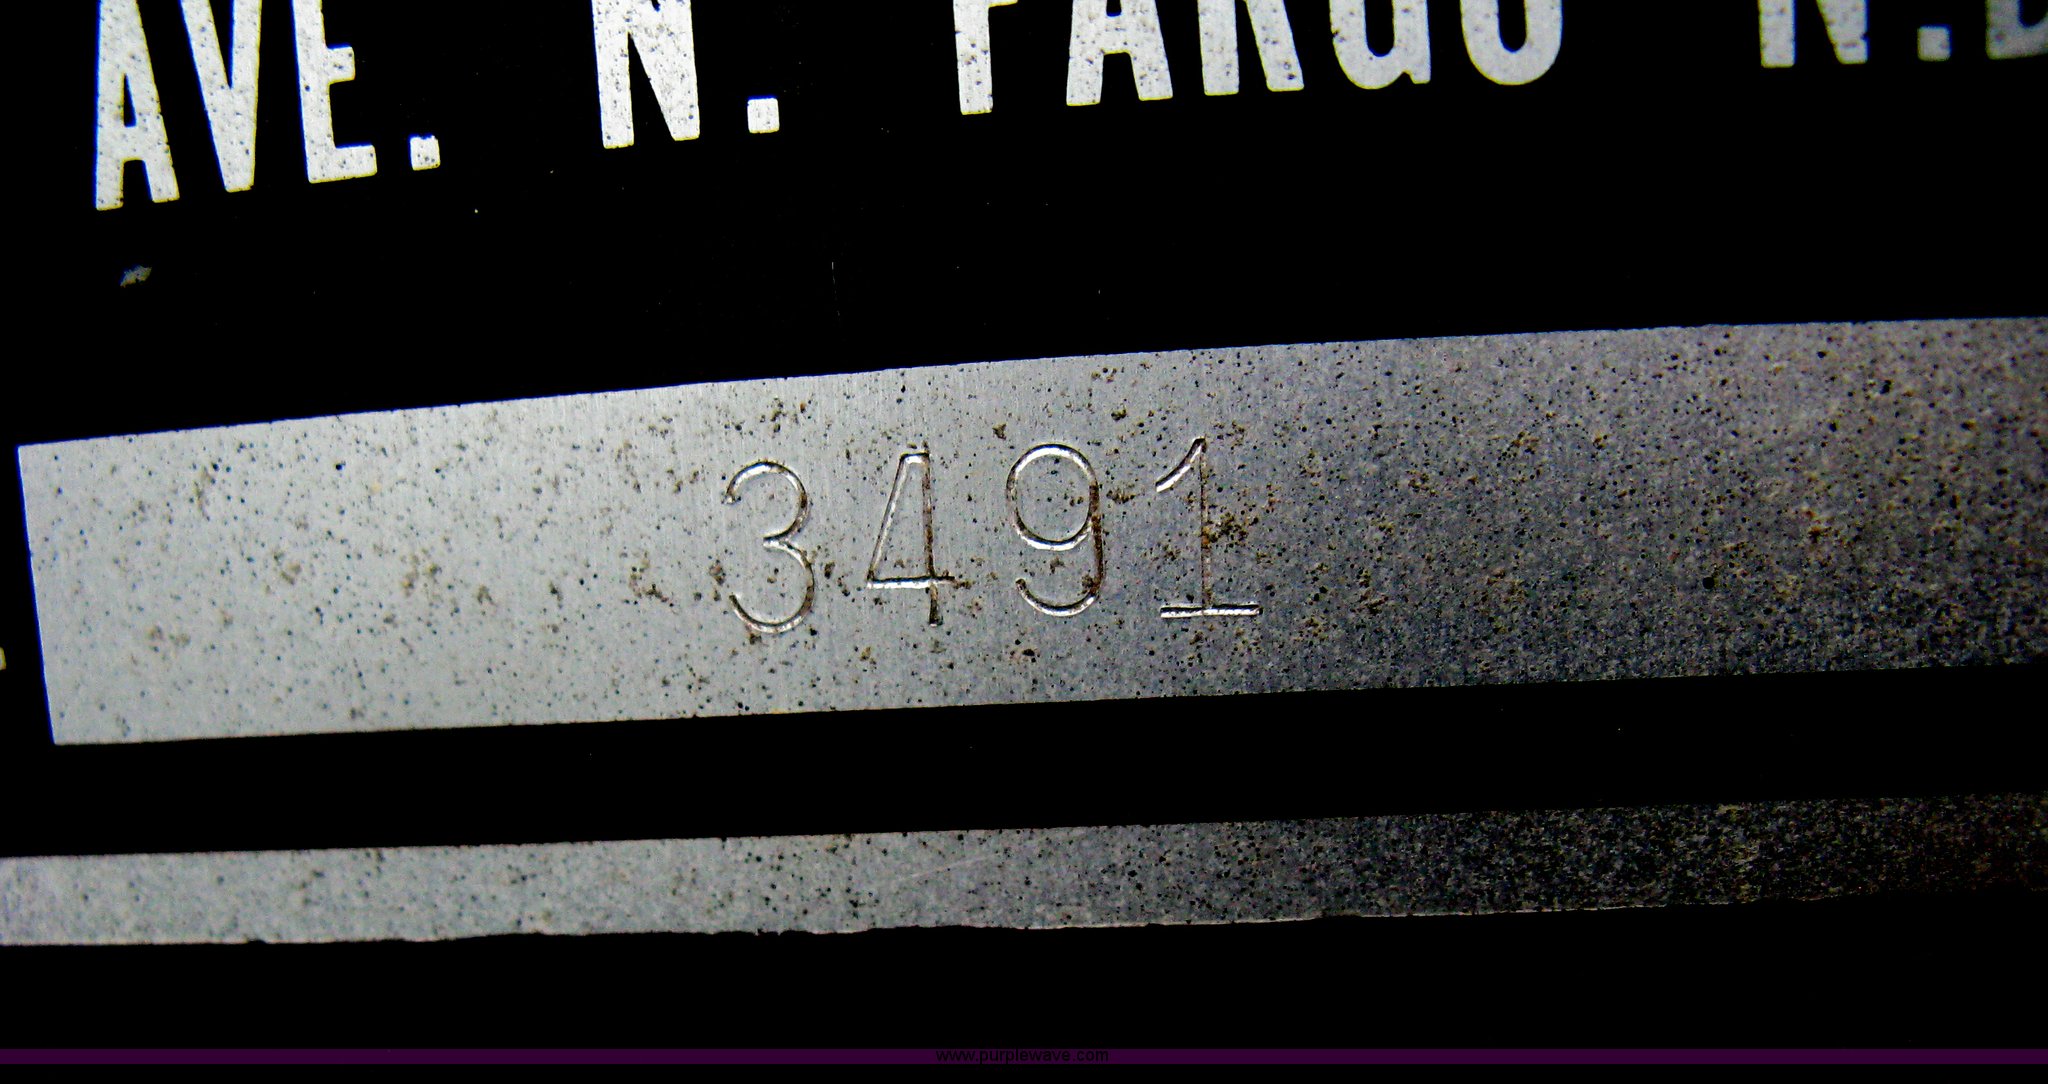 AVE. N. FARGO N.D
3491
www.purplewave.com